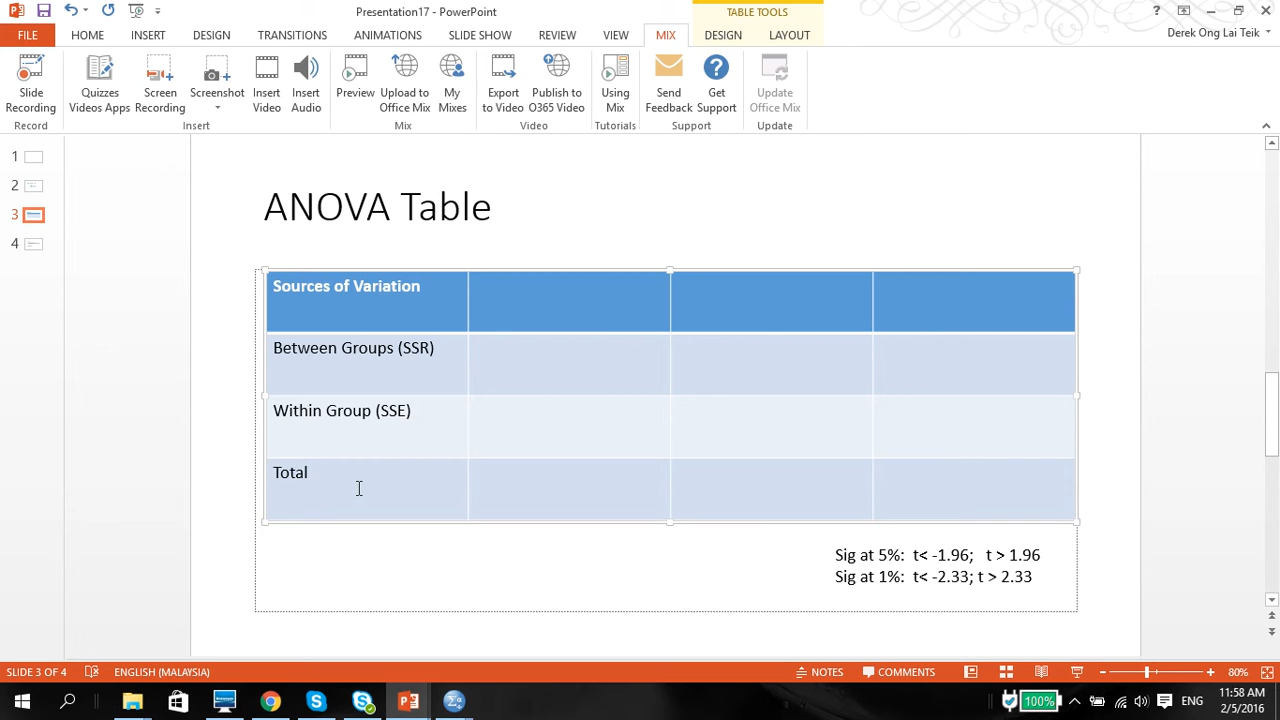 Presentation17 - PowerPoint
TABLE TOOLS
?
FILE HOME INSERT DESIGN TRANSITIONS ANIMATIONS SLIDE SHOW REVIEW VIEW MIX DESIGN LAYOUT
Derek Ong Lai Teik
Slide Recording
Quizzes Videos Apps
Screen Recording
Screenshot
Insert Video
Insert Audio
Preview
Upload to Office Mix
My Mixes
Export to Video
Publish to O365 Video
Using Mix
Send Feedback
Get Support
Update Office Mix
Record Insert Mix Video Tutorials Support Update
1
2
3
4
ANOVA Table
Sources of Variation
Between Groups (SSR)
Within Group (SSE)
Total
Sig at 5%: t< -1.96; t > 1.96
Sig at 1%: t< -2.33; t > 2.33
SLIDE 3 OF 4 ENGLISH (MALAYSIA) NOTES COMMENTS 80%
100% ENG
11:58 AM
2/5/2016